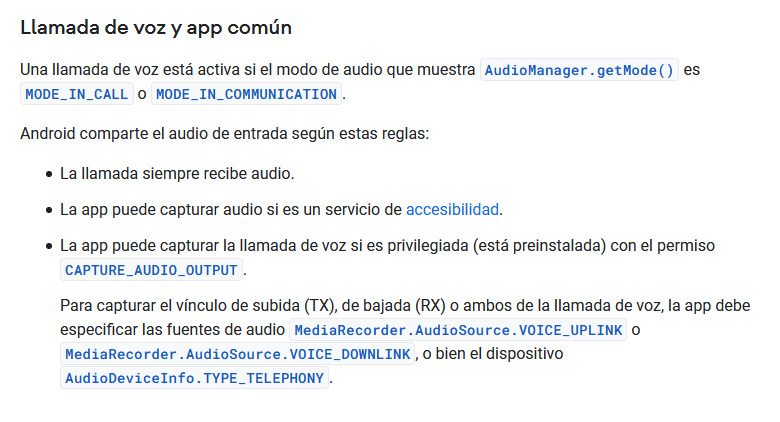 Llamada de voz y app común
Una llamada de voz está activa si el modo de audio que muestra AudioManager.getMode() es
MODE_IN_CALL o MODE_IN_COMMUNICATION.
Android comparte el audio de entrada según estas reglas:
• La llamada siempre recibe audio.
• La app puede capturar audio si es un servicio de accesibilidad.
• La app puede capturar la llamada de voz si es privilegiada (está preinstalada) con el permiso
CAPTURE_AUDIO_OUTPUT.
Para capturar el vínculo de subida (TX), de bajada (RX) o ambos de la llamada de voz, la app debe
especificar las fuentes de audio MediaRecorder.AudioSource.VOICE_UPLINK o
MediaRecorder.AudioSource.VOICE_DOWNLINK, o bien el dispositivo
AudioDeviceInfo.TYPE_TELEPHONY.